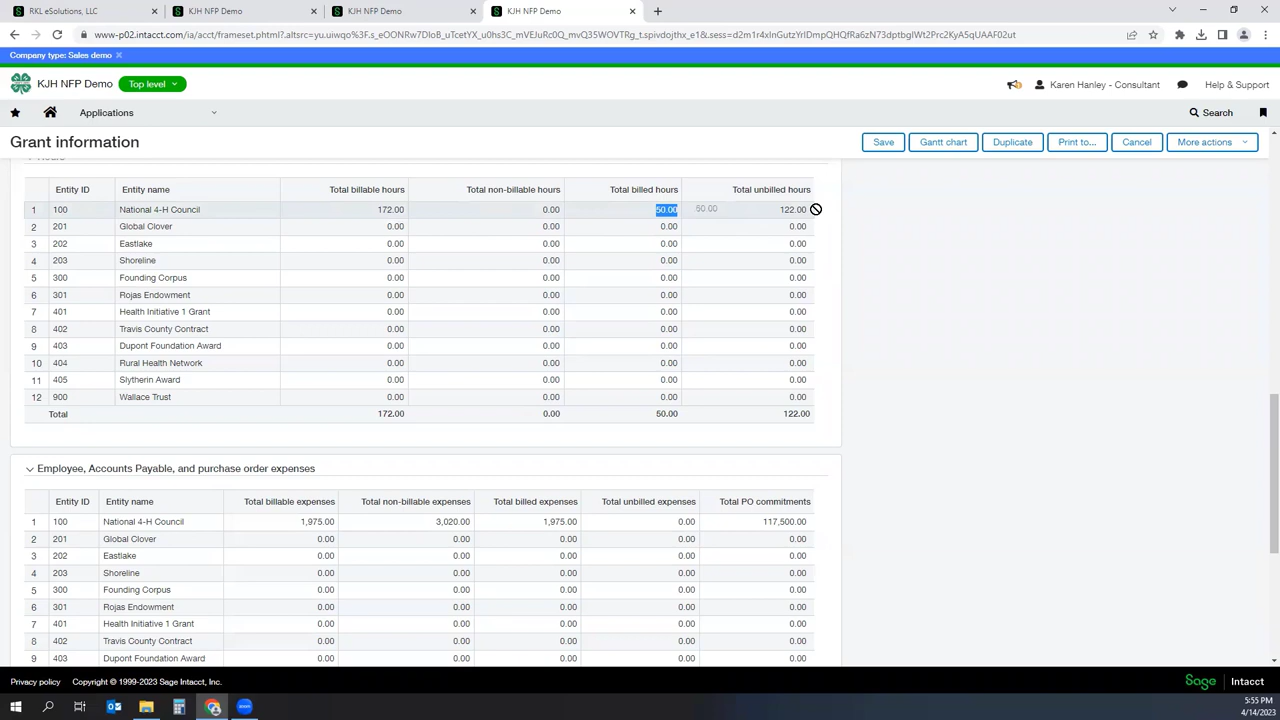 RKL eSolutions, LLC
KJH NFP Demo
KJH NFP Demo
KJH NFP Demo
www-p02.intacct.com/ia/acct/frameset.phtml?.altsrc=yu.uiwqo%3F.s_eOONRw7DloB_uTcetYX_u0hs3C_mVEJuRc0Q_mvQ35WOVTRg_t.spivdojthx_e1&.sess=d2m1r4xlnGutzYrlDmpQHQfRa6zN73dptbglWt2Prc2KyA5qUAAF02ut
Company type: Sales demo
KJH NFP Demo Top level
Karen Hanley - Consultant Help & Support
Applications Search
Grant information Save Gantt chart Duplicate Print to... Cancel More actions
Entity ID Entity name Total billable hours Total non-billable hours Total billed hours Total unbilled hours
1 100 National 4-H Council 172.00 0.00 50.00 50.00 122.00
2 201 Global Clover 0.00 0.00 0.00 0.00
3 202 Eastlake 0.00 0.00 0.00 0.00
4 203 Shoreline 0.00 0.00 0.00 0.00
5 300 Founding Corpus 0.00 0.00 0.00 0.00
6 301 Rojas Endowment 0.00 0.00 0.00 0.00
7 401 Health Initiative 1 Grant 0.00 0.00 0.00 0.00
8 402 Travis County Contract 0.00 0.00 0.00 0.00
9 403 Dupont Foundation Award 0.00 0.00 0.00 0.00
10 404 Rural Health Network 0.00 0.00 0.00 0.00
11 405 Slytherin Award 0.00 0.00 0.00 0.00
12 900 Wallace Trust 0.00 0.00 0.00 0.00
Total 172.00 0.00 50.00 122.00
Employee, Accounts Payable, and purchase order expenses
Entity ID Entity name Total billable expenses Total non-billable expenses Total billed expenses Total unbilled expenses Total PO commitments
1 100 National 4-H Council 1,975.00 3,020.00 1,975.00 0.00 117,500.00
2 201 Global Clover 0.00 0.00 0.00 0.00 0.00
3 202 Eastlake 0.00 0.00 0.00 0.00 0.00
4 203 Shoreline 0.00 0.00 0.00 0.00 0.00
5 300 Founding Corpus 0.00 0.00 0.00 0.00 0.00
6 301 Rojas Endowment 0.00 0.00 0.00 0.00 0.00
7 401 Health Initiative 1 Grant 0.00 0.00 0.00 0.00 0.00
8 402 Travis County Contract 0.00 0.00 0.00 0.00 0.00
9 403 Dupont Foundation Award 0.00 0.00 0.00 0.00 0.00
Privacy policy Copyright © 1999-2023 Sage Intacct, Inc. Sage Intacct
5:55 PM
4/14/2023